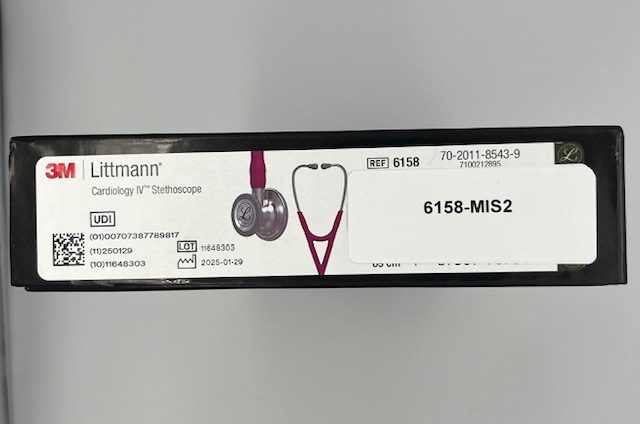 3M | Littmann®
Cardiology IV™ Stethoscope
UDI
(01)00707387789817
(11)250129
(10)11648303
LOT 11648303
2025-01-29
REF 6158
70-2011-8543-9
7100212895
6158-MIS2